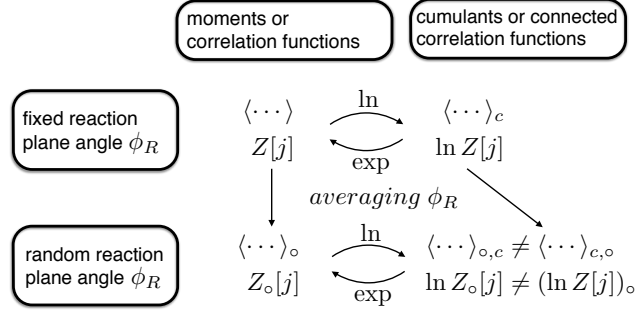 moments or
correlation functions
cumulants or connected
correlation functions
fixed reaction
plane angle ϕ_R
⟨···⟩
ln
⟨···⟩_c
Z[j]
exp
ln Z[j]
averaging ϕ_R
random reaction
plane angle ϕ_R
⟨···⟩_∘
ln
⟨···⟩_{∘,c} ≠ ⟨···⟩_{c,∘}
Z_∘[j]
exp
ln Z_∘[j] ≠ (ln Z[j])_∘